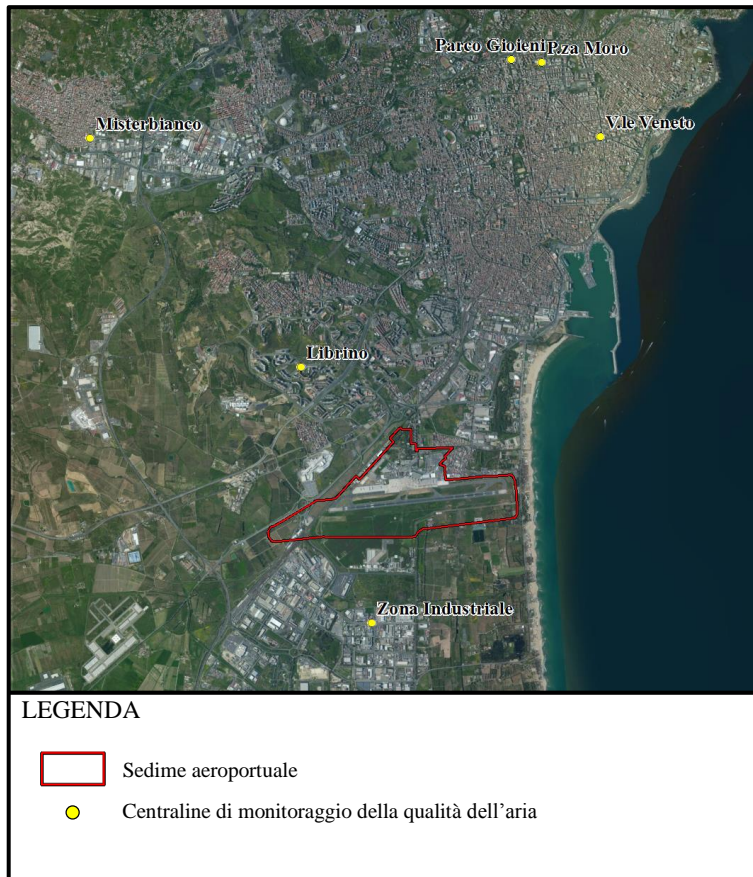 Parco Gioieni
P.za Moro
Misterbianco
V.le Veneto
Librino
Zona Industriale
LEGENDA
Sedime aeroportuale
Centraline di monitoraggio della qualità dell'aria